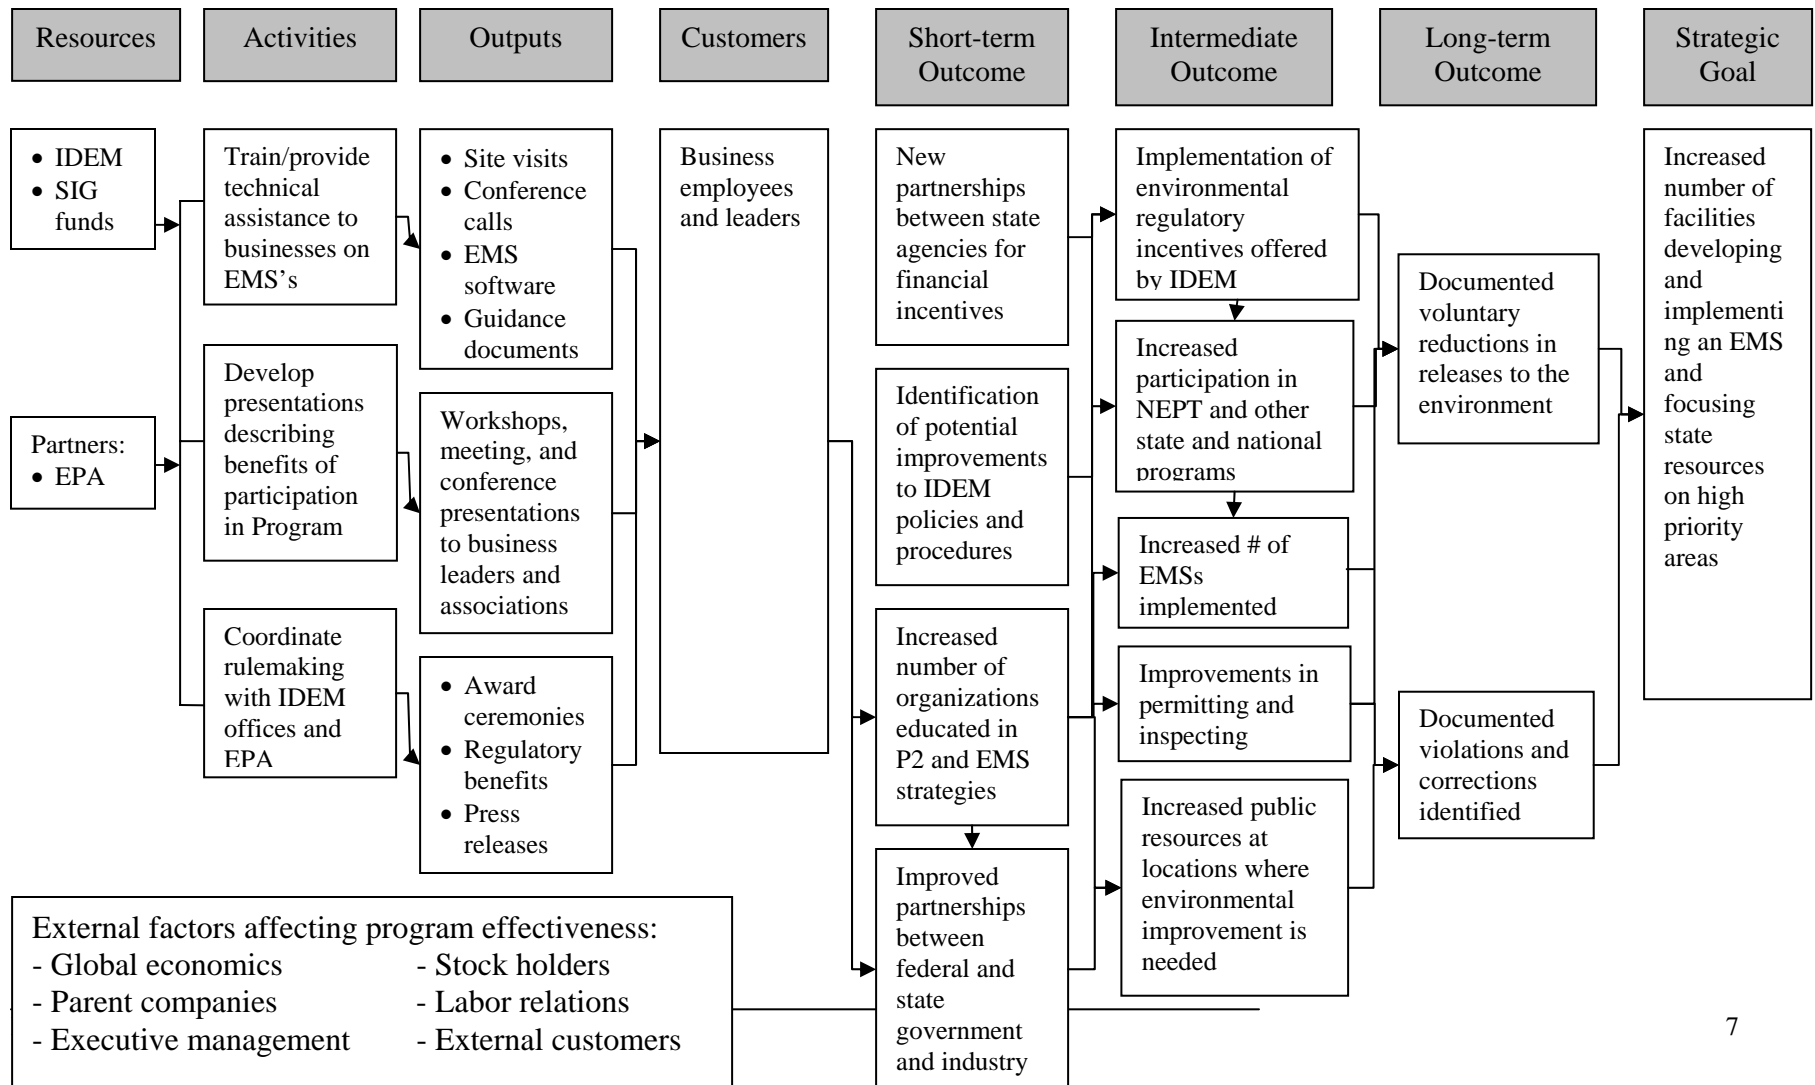 Resources
Activities
Outputs
Customers
Short-term
Outcome
Intermediate
Outcome
Long-term
Outcome
Strategic
Goal
• IDEM
• SIG
funds
Partners:
• EPA
Train/provide
technical
assistance to
businesses on
EMS’s
Develop
presentations
describing
benefits of
participation
in Program
Coordinate
rulemaking
with IDEM
offices and
EPA
• Site visits
• Conference
calls
• EMS
software
• Guidance
documents
Workshops,
meeting, and
conference
presentations
to business
leaders and
associations
• Award
ceremonies
• Regulatory
benefits
• Press
releases
Business
employees
and leaders
New
partnerships
between state
agencies for
financial
incentives
Identification
of potential
improvements
to IDEM
policies and
procedures
Increased
number of
organizations
educated in
P2 and EMS
strategies
Improved
partnerships
between
federal and
state
government
and industry
Implementation of
environmental
regulatory
incentives offered
by IDEM
Increased
participation in
NEPT and other
state and national
programs
Increased # of
EMSs
implemented
Improvements in
permitting and
inspecting
Increased public
resources at
locations where
environmental
improvement is
needed
Documented
voluntary
reductions in
releases to the
environment
Documented
violations and
corrections
identified
Increased
number of
facilities
developing
and
implementi
ng an EMS
and
focusing
state
resources
on high
priority
areas
External factors affecting program effectiveness:
- Global economics - Stock holders
- Parent companies - Labor relations
- Executive management - External customers
7